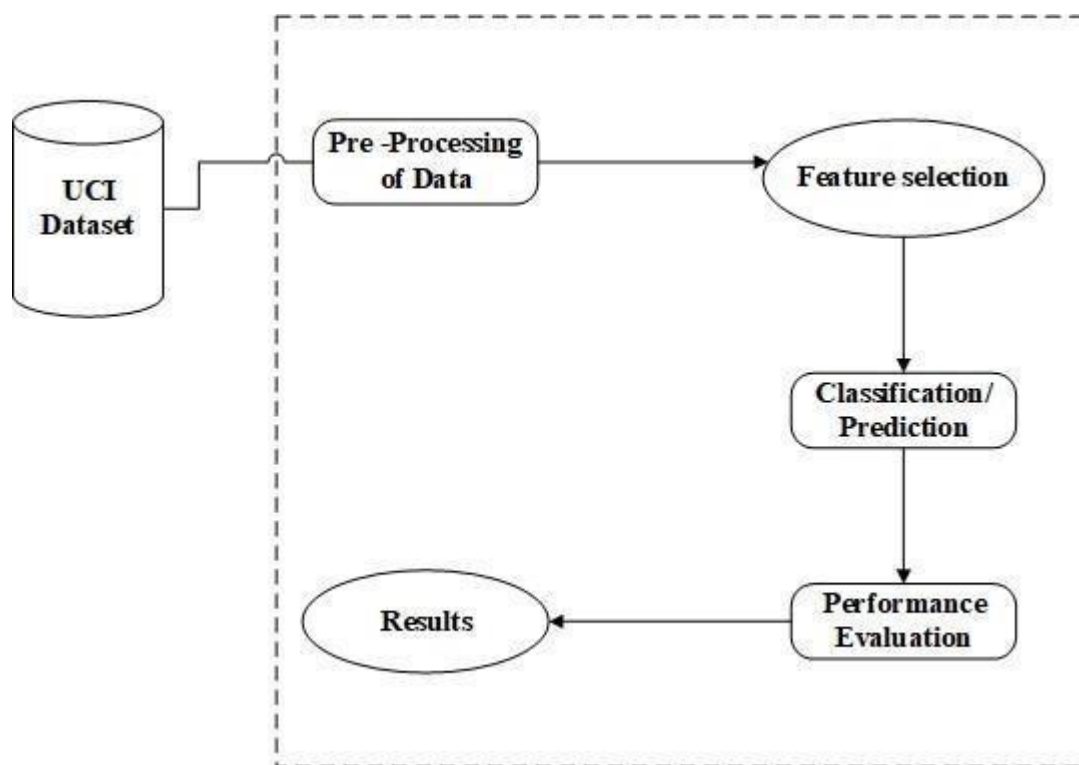 UCI
Dataset
Pre -Processing
of Data
Feature selection
Classification/
Prediction
Performance
Evaluation
Results